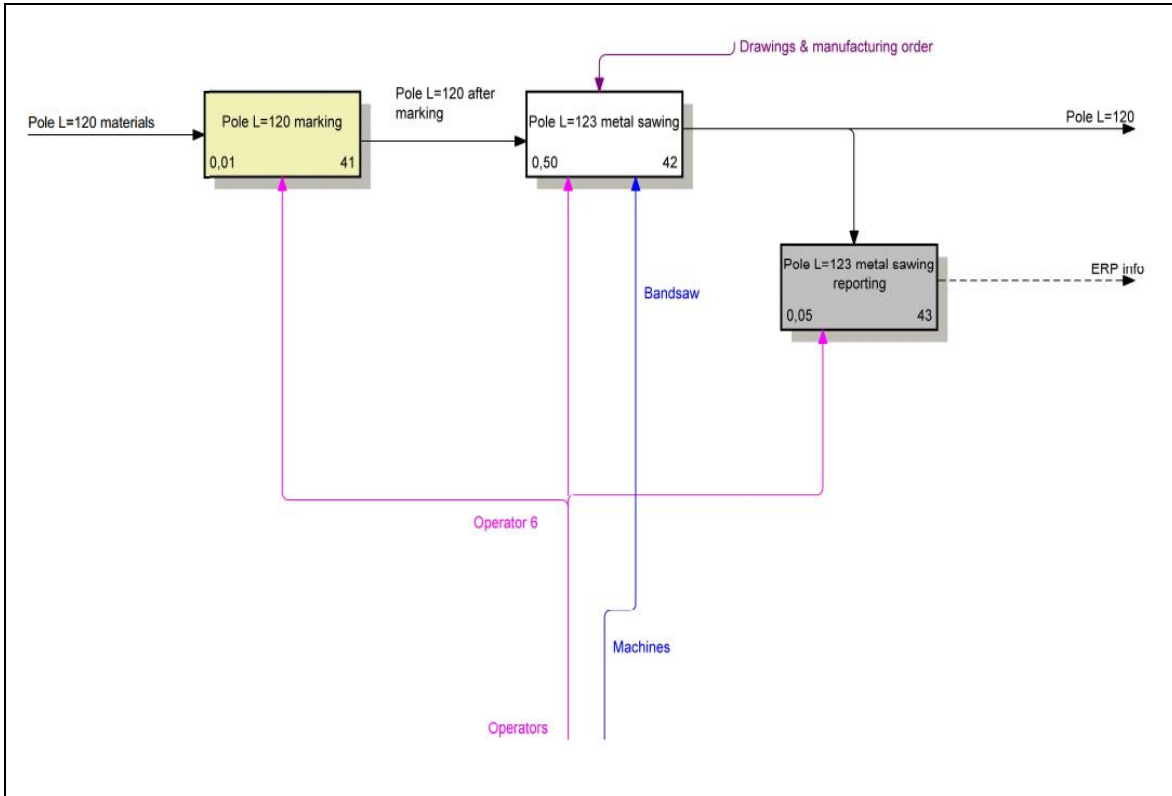 Drawings & manufacturing order
Pole L=120 materials
Pole L=120 marking
0,01 41
Pole L=120 after
marking
Pole L=123 metal sawing
0,50 42
Pole L=120
Pole L=123 metal sawing
reporting
0,05 43
ERP info
Bandsaw
Operator 6
Machines
Operators